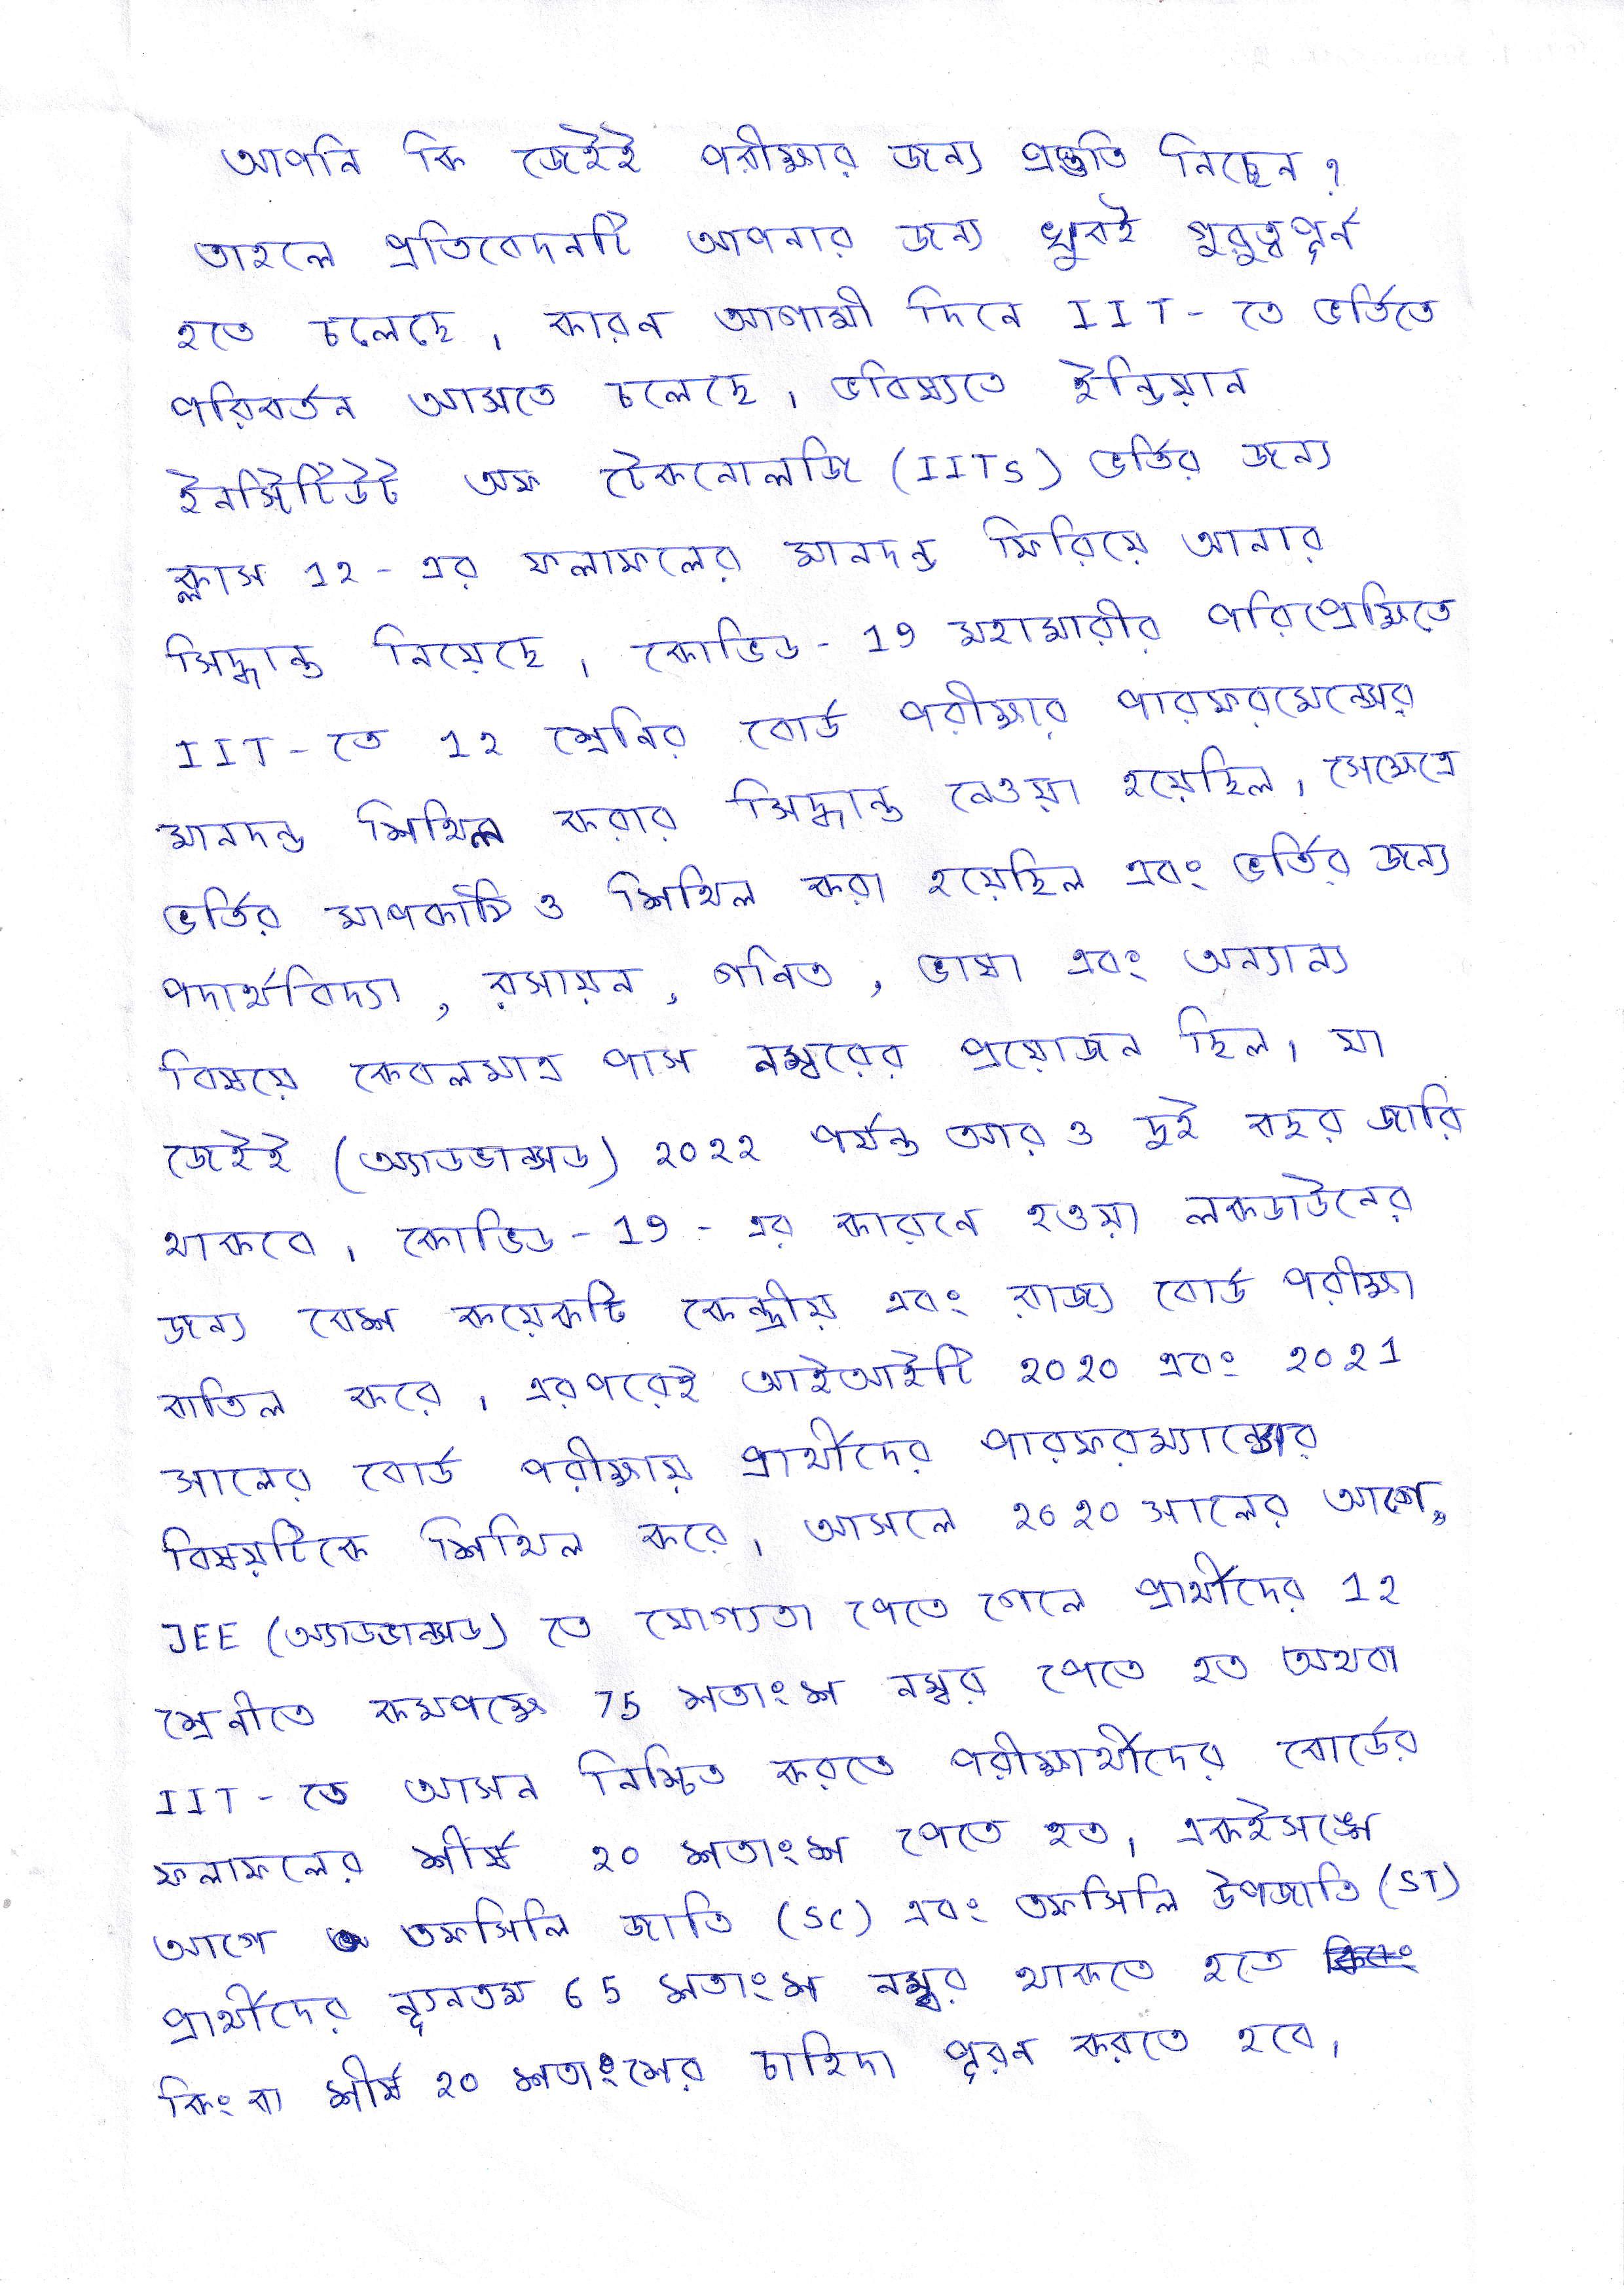 আপনি কি জেইই পরীক্ষার জন্য প্রস্তুতি নিচ্ছেন?
তাহলে প্রতিবেদনটি আপনার জন্য খুবই গুরুত্বপূর্ন
হতে চলেছে, কারন আগামী দিনে IIT- তে ভর্তিতে
পরিবর্তন আসতে চলেছে, ভবিষ্যতে ইন্ডিয়ান
ইনস্টিটিউট অফ টেকনোলজি (IITS) ভর্তির জন্য
ক্লাস 12 - এর ফলাফলের মানদন্ড ফিরিয়ে আনার
সিদ্ধান্ত নিয়েছে, কোভিড - 19 মহামারীর পরিপ্রেক্ষিতে
IIT - তে 12 শ্রেনির বোর্ড পরীক্ষার পারফরমেন্সের
মানদন্ড শিথিল করার সিদ্ধান্ত নেওয়া হয়েছিল, সেক্ষেত্রে
ভর্তির মাপকাঠি ও শিথিল করা হয়েছিল এবং ভর্তির জন্য
পদার্থবিদ্যা, রসায়ন, গনিত, ভাষা এবং অন্যান্য
বিষয়ে কেবলমাত্র পাস নম্বরের প্রয়োজন ছিল, যা
জেইই (অ্যাডভান্সড) 2022 পর্যন্ত আর ও দুই বছর জারি
থাকবে, কোভিড - 19 - এর কারনে হওয়া লকডাউনের
জন্য বেশ কয়েকটি কেন্দ্রীয় এবং রাজ্য বোর্ড পরীক্ষা
বাতিল করে, এরপরেই আইআইটি 2020 এবং 2021
সালের বোর্ড পরীক্ষায় প্রার্থীদের পারফরম্যান্সের
বিষয়টিকে শিথিল করে, আসলে 2020 সালের আগে,
JEE (অ্যাডভান্সড) তে যোগ্যতা পেতে গেলে প্রার্থীদের 12
শ্রেনীতে কমপক্ষে 75 শতাংশ নম্বর পেতে হত অথবা
IIT - তে আসন নিশ্চিত করতে পরীক্ষার্থীদের বোর্ডের
ফলাফলের শীর্ষ 20 শতাংশ পেতে হত, একইসঙ্গে
আগে তফসিলি জাতি (SC) এবং তফসিলি উপজাতি (ST)
প্রার্থীদের ন্যূনতম 65 শতাংশ নম্বর থাকতে হতে
কিংবা শীর্ষ 20 শতাংশের চাহিদা পূরন করতে হবে,